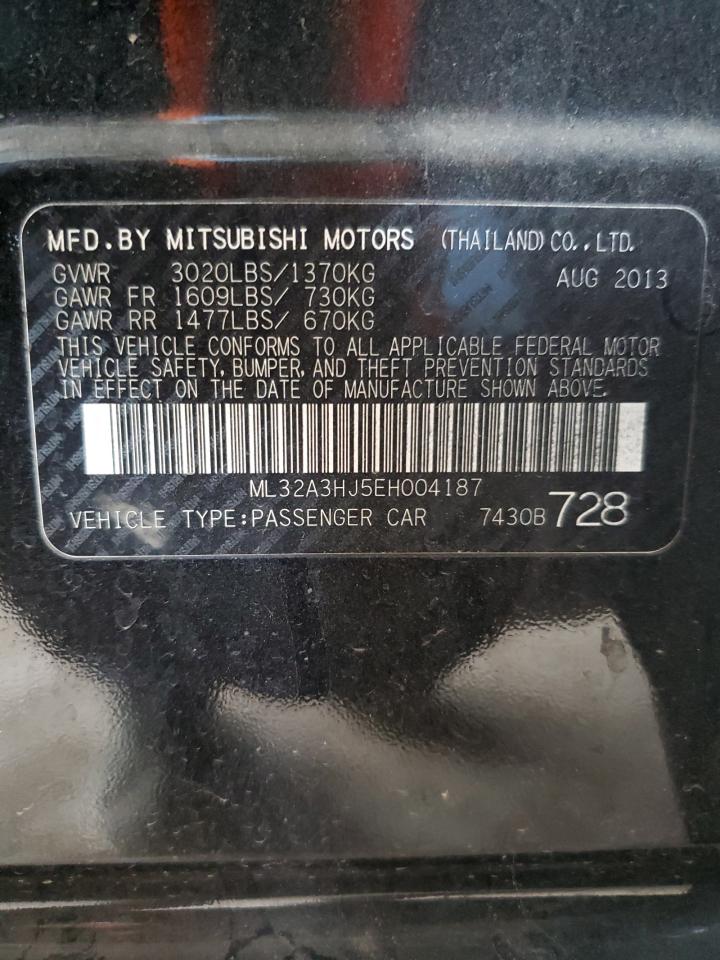 MFD.BY MITSUBISHI MOTORS (THAILAND) CO., LTD.
GVWR 3020LBS/1370KG AUG 2013
GAWR FR 1609LBS/ 730KG
GAWR RR 1477LBS/ 670KG
THIS VEHICLE CONFORMS TO ALL APPLICABLE FEDERAL MOTOR
VEHICLE SAFETY, BUMPER, AND THEFT PREVENTION STANDARDS
IN EFFECT ON THE DATE OF MANUFACTURE SHOWN ABOVE.
ML32A3HJ5EH004187
VEHICLE TYPE:PASSENGER CAR 7430B 728